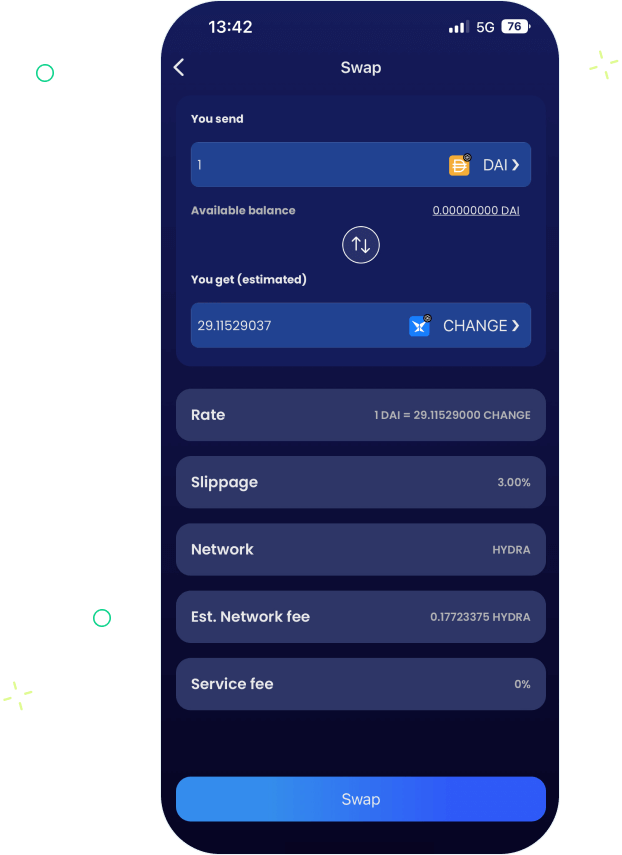 13:42 5G 76
Swap
You send
1 DAI
Available balance 0.00000000 DAI
You get (estimated)
29.11529037 CHANGE
Rate 1 DAI = 29.11529000 CHANGE
Slippage 3.00%
Network HYDRA
Est. Network fee 0.17723375 HYDRA
Service fee 0%
Swap